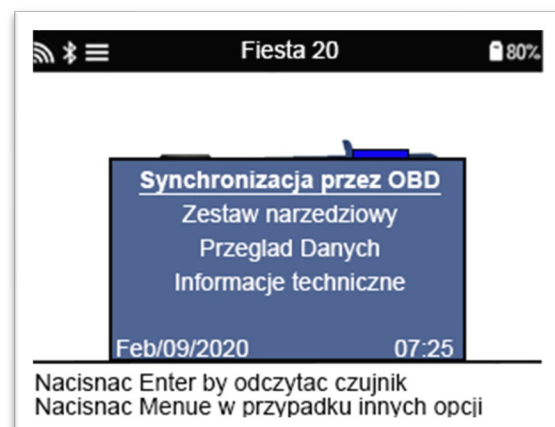 Fiesta 20 80%
Synchronizacja przez OBD
Zestaw narzedziowy
Przeglad Danych
Informacje techniczne
Feb/09/2020 07:25
Nacisnac Enter by odczytac czujnik
Nacisnac Menue w przypadku innych opcji